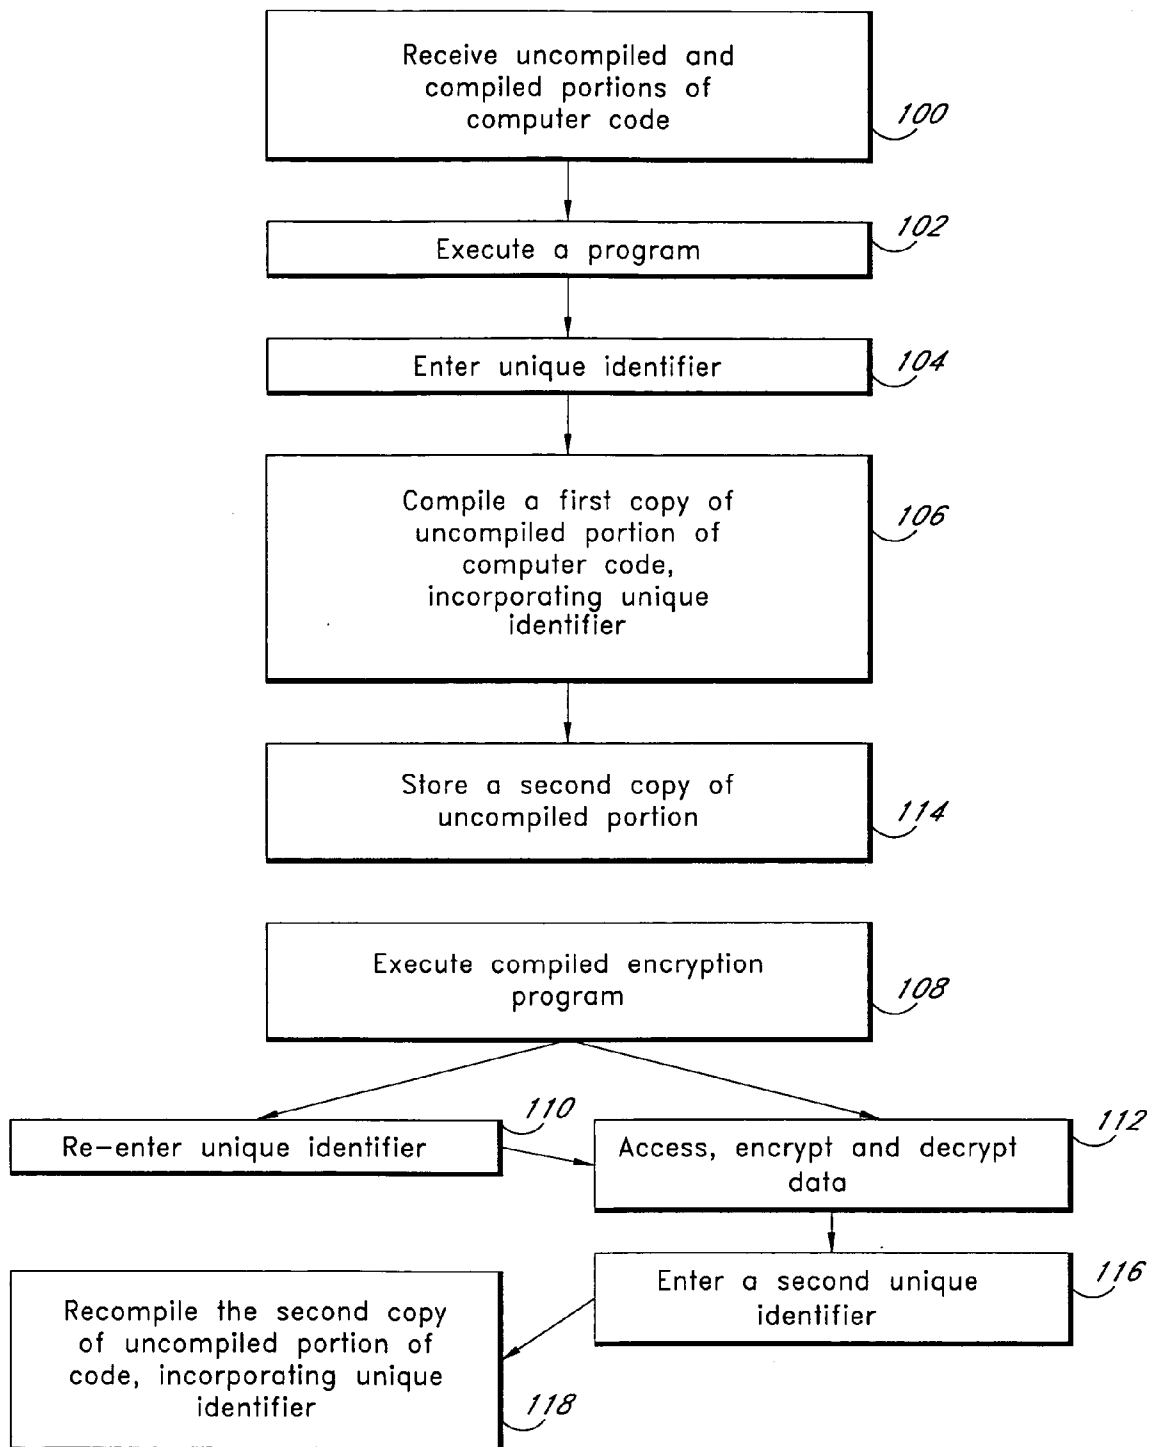 Receive uncompiled and
compiled portions of
computer code
100
Execute a program
102
Enter unique identifier
104
Compile a first copy of
uncompiled portion of
computer code,
incorporating unique
identifier
106
Store a second copy of
uncompiled portion
114
Execute compiled encryption
program
108
Re-enter unique identifier
110
Access, encrypt and decrypt
data
112
Enter a second unique
identifier
116
Recompile the second copy
of uncompiled portion of
code, incorporating unique
identifier
118